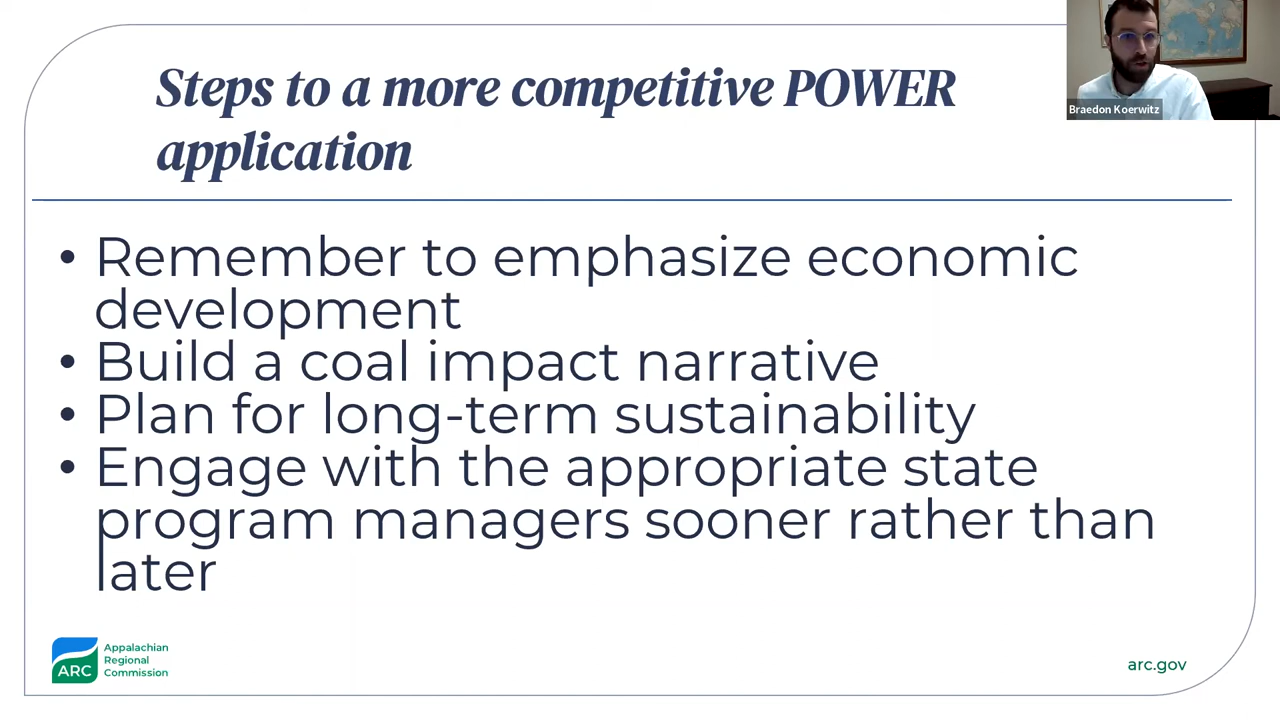 Steps to a more competitive POWER
application
Braedon Koerwitz
• Remember to emphasize economic
development
• Build a coal impact narrative
• Plan for long-term sustainability
• Engage with the appropriate state
program managers sooner rather than
later
ARC
Appalachian
Regional
Commission
arc.gov